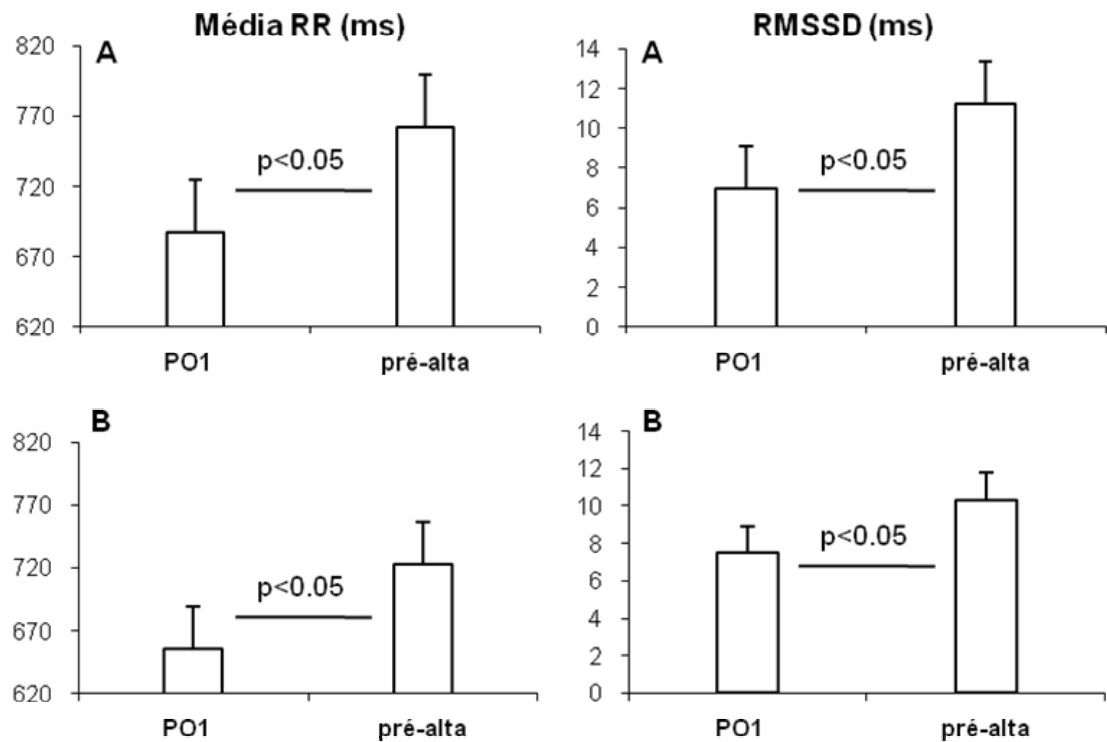 Média RR (ms)
A
820
770
720
670
620
p<0.05
PO1 pré-alta
RMSSD (ms)
A
14
12
10
8
6
4
2
0
p<0.05
PO1 pré-alta
B
820
770
720
670
620
p<0.05
PO1 pré-alta
B
14
12
10
8
6
4
2
0
p<0.05
PO1 pré-alta